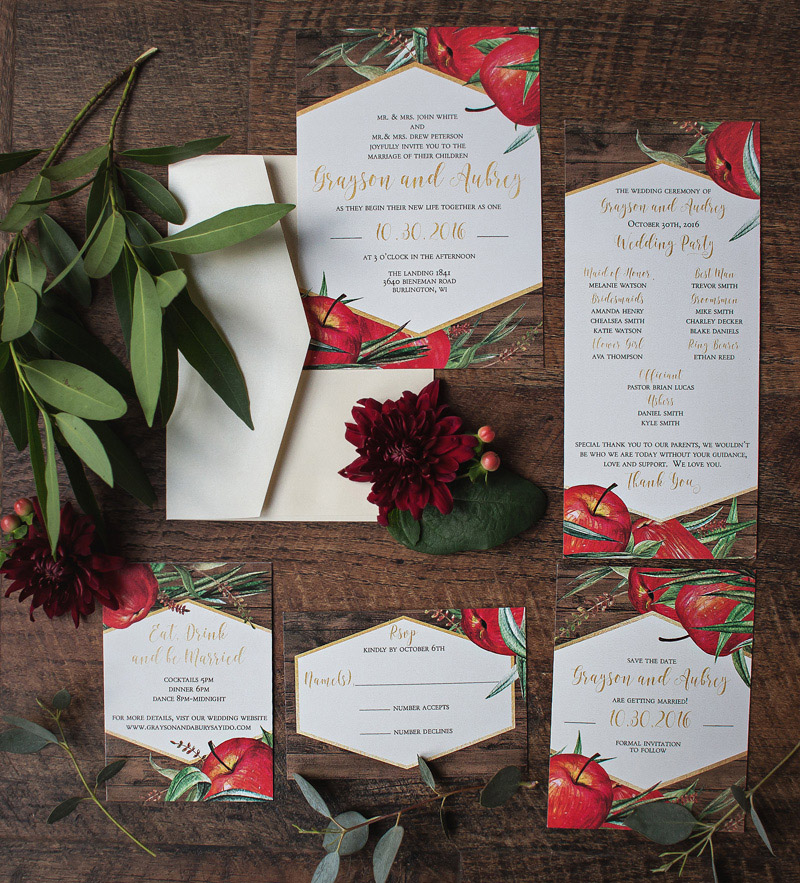 MR. & MRS. JOHN WHITE
AND
MR.& MRS. DREW PETERSON
JOYFULLY INVITE YOU TO THE
MARRIAGE OF THEIR CHILDREN
Grayson and Aubrey
AS THEY BEGIN THEIR NEW LIFE TOGETHER AS ONE
10.30.2016
AT 3 O'CLOCK IN THE AFTERNOON
THE LANDING 1841
3640 BIENEMAN ROAD
BURLINGTON, WI
THE WEDDING CEREMONY OF
Grayson and Audrey
OCTOBER 30TH, 2016
Wedding Party
Maid of Honor
MELANIE WATSON
Bridesmaids
AMANDA HENRY
CHEALSEA SMITH
KATIE WATSON
Flower Girl
AVA THOMPSON
Best Man
TREVOR SMITH
Groomsmen
MIKE SMITH
CHARLEY DECKER
BLAKE DANIELS
Ring Bearer
ETHAN REED
Officiant
PASTOR BRIAN LUCAS
Ushers
DANIEL SMITH
KYLE SMITH
SPECIAL THANK YOU TO OUR PARENTS, WE WOULDN'T
BE WHO WE ARE TODAY WITHOUT YOUR GUIDANCE,
LOVE AND SUPPORT. WE LOVE YOU.
Thank You
Eat, Drink
and be Married
COCKTAILS 5PM
DINNER 6PM
DANCE 8PM-MIDNIGHT
FOR MORE DETAILS, VIST OUR WEDDING WEBSITE
WWW.GRAYSONANDABURYSAYIDO.COM
Rsvp
KINDLY BY OCTOBER 6TH
Name(s)
NUMBER ACCEPTS
NUMBER DECLINES
SAVE THE DATE
Grayson and Aubrey
ARE GETTING MARRIED!
10.30.2016
FORMAL INVITATION
TO FOLLOW